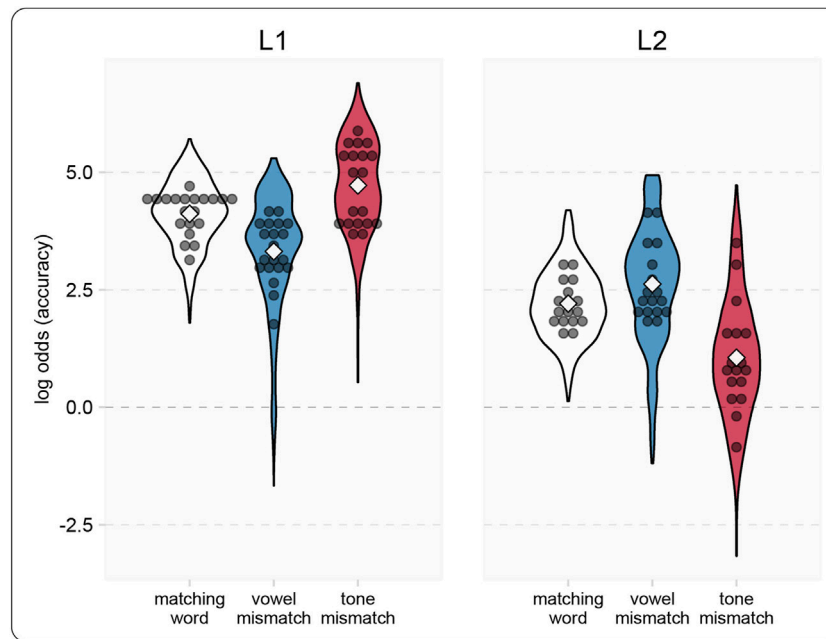 L1
L2
log odds (accuracy)
5.0
2.5
0.0
-2.5
matching
word
vowel
mismatch
tone
mismatch
matching
word
vowel
mismatch
tone
mismatch